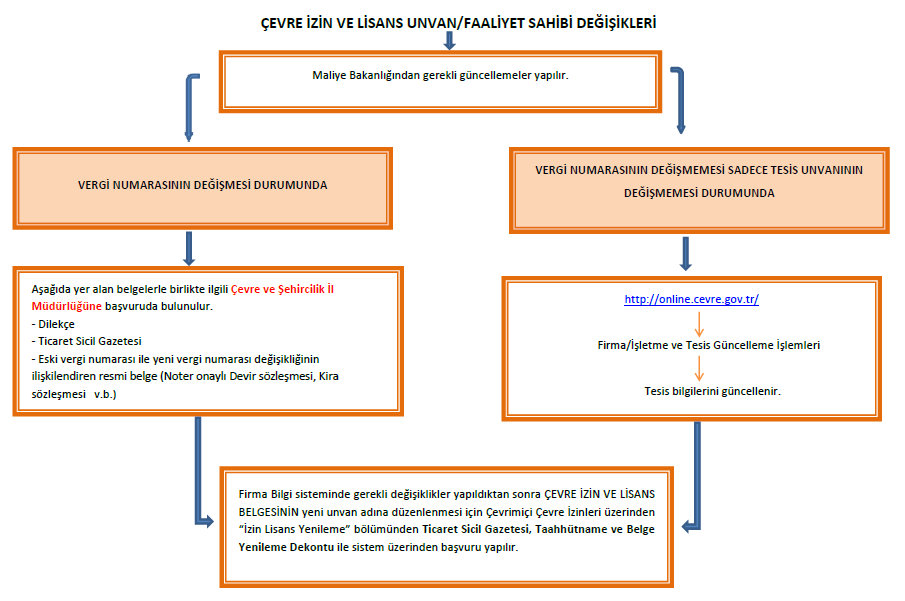 ÇEVRE İZİN VE LİSANS UNVAN/FAALİYET SAHİBİ DEĞİŞİKLERİ
Maliye Bakanlığından gerekli güncellemeler yapılır.
VERGİ NUMARASININ DEĞİŞMESİ DURUMUNDA
VERGİ NUMARASININ DEĞİŞMEMESİ SADECE TESİS UNVANININ
DEĞİŞMEMESİ DURUMUNDA
Aşağıda yer alan belgelerle birlikte ilgili Çevre ve Şehircilik İl
Müdürlüğüne başvuruda bulunulur.
- Dilekçe
- Ticaret Sicil Gazetesi
- Eski vergi numarası ile yeni vergi numarası değişikliğinin
ilişkilendiren resmi belge (Noter onaylı Devir sözleşmesi, Kira
sözleşmesi v.b.)
http://online.cevre.gov.tr/
Firma/İşletme ve Tesis Güncelleme İşlemleri
Tesis bilgilerini güncellenir.
Firma Bilgi sisteminde gerekli değişiklikler yapıldıktan sonra ÇEVRE İZİN VE LİSANS
BELGESİNİN yeni unvan adına düzenlenmesi için Çevrimiçi Çevre İzinleri üzerinden
"İzin Lisans Yenileme" bölümünden Ticaret Sicil Gazetesi, Taahhütname ve Belge
Yenileme Dekontu ile sistem üzerinden başvuru yapılır.